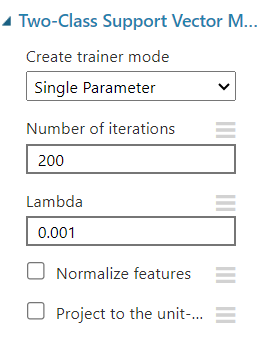 Two-Class Support Vector M...
Create trainer mode
Single Parameter
Number of iterations
200
Lambda
0.001
Normalize features
Project to the unit-...